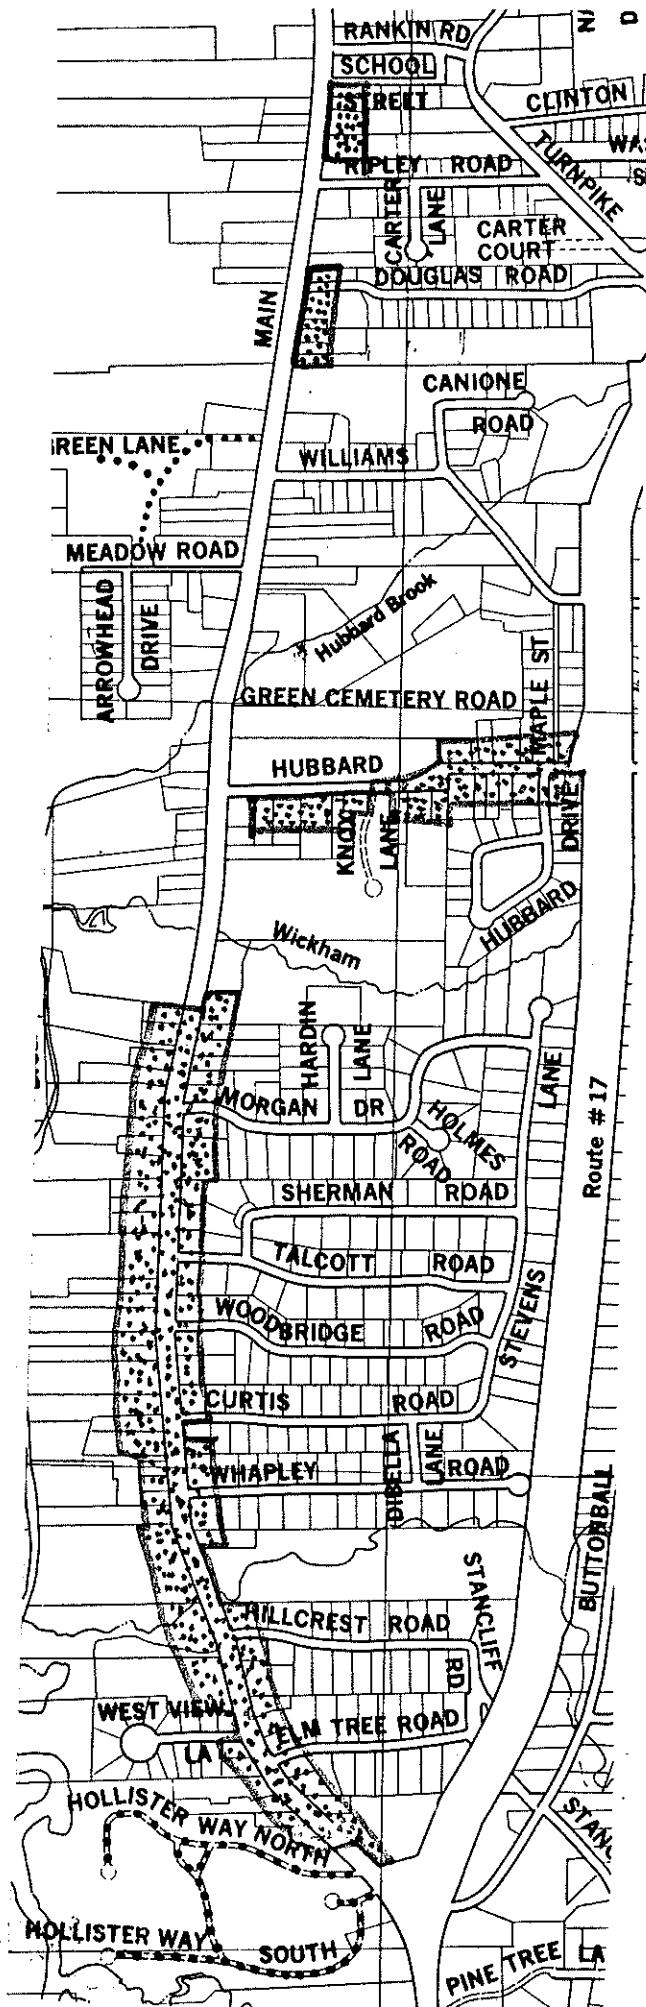 RANKIN RD
SCHOOL
STREET
CLINTON
TURNPIKE
RIPLEY ROAD
CARTER
LANE
CARTER
COURT
DOUGLAS ROAD
MAIN
CANIONE
ROAD
GREEN LANE
WILLIAMS
MEADOW ROAD
ARROWHEAD
DRIVE
Hubbard Brook
MAPLE ST
GREEN CEMETERY ROAD
HUBBARD
KNOX
LANE
DRIVE
HUBBARD
Wickham
HARDIN
LANE
LANE
MORGAN DR
HOLMES
ROAD
Route # 17
SHERMAN ROAD
TALCOTT ROAD
STEVENS
WOODBRIDGE ROAD
CURTIS ROAD
DIBELLA
LANE
WHAPLEY ROAD
BUTTONBALL
STANCLIFF
RD
HILLCREST ROAD
WEST VIEW
LA
ELM TREE ROAD
HOLLISTER WAY NORTH
HOLLISTER WAY SOUTH
PINE TREE LA